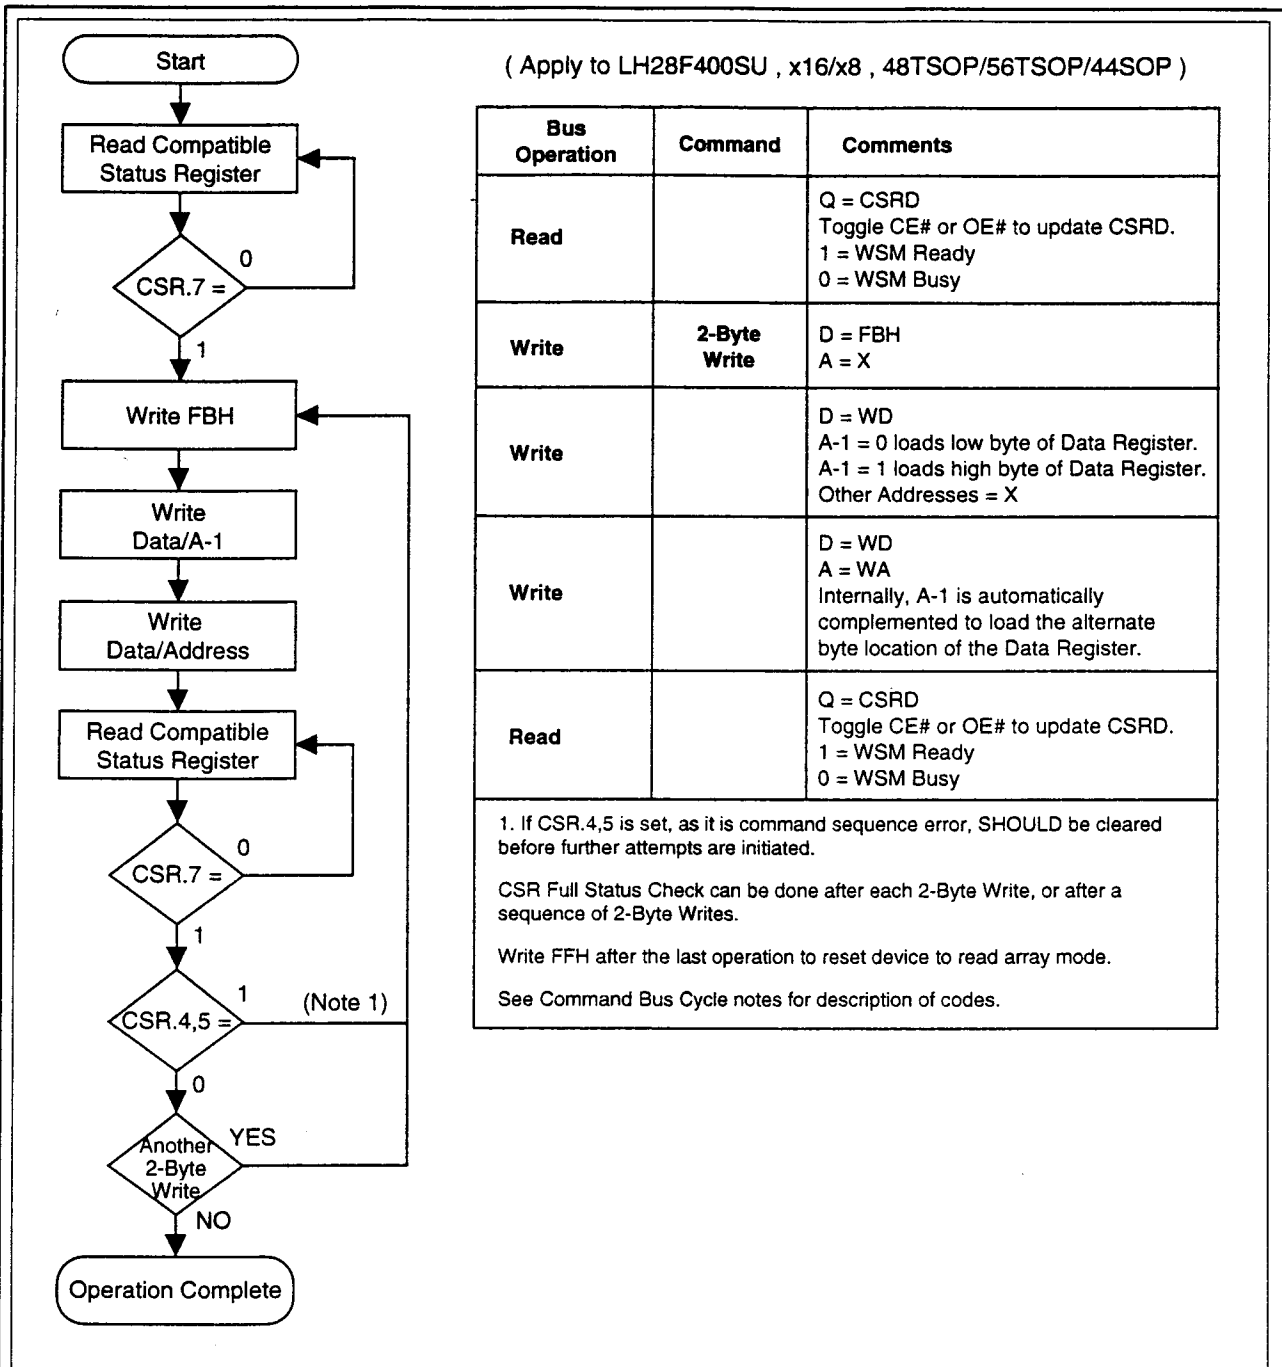 Start
Read Compatible
Status Register
CSR.7 =
0
1
Write FBH
Write
Data/A-1
Write
Data/Address
Read Compatible
Status Register
CSR.7 =
0
1
CSR.4,5 =
1
(Note 1)
0
Another
2-Byte
Write
YES
NO
Operation Complete
( Apply to LH28F400SU , x16/x8 , 48TSOP/56TSOP/44SOP )
Bus
Operation
Command
Comments
Read
Q = CSRD
Toggle CE# or OE# to update CSRD.
1 = WSM Ready
0 = WSM Busy
Write
2-Byte
Write
D = FBH
A = X
Write
D = WD
A-1 = 0 loads low byte of Data Register.
A-1 = 1 loads high byte of Data Register.
Other Addresses = X
Write
D = WD
A = WA
Internally, A-1 is automatically
complemented to load the alternate
byte location of the Data Register.
Read
Q = CSRD
Toggle CE# or OE# to update CSRD.
1 = WSM Ready
0 = WSM Busy
1. If CSR.4,5 is set, as it is command sequence error, SHOULD be cleared
before further attempts are initiated.
CSR Full Status Check can be done after each 2-Byte Write, or after a
sequence of 2-Byte Writes.
Write FFH after the last operation to reset device to read array mode.
See Command Bus Cycle notes for description of codes.